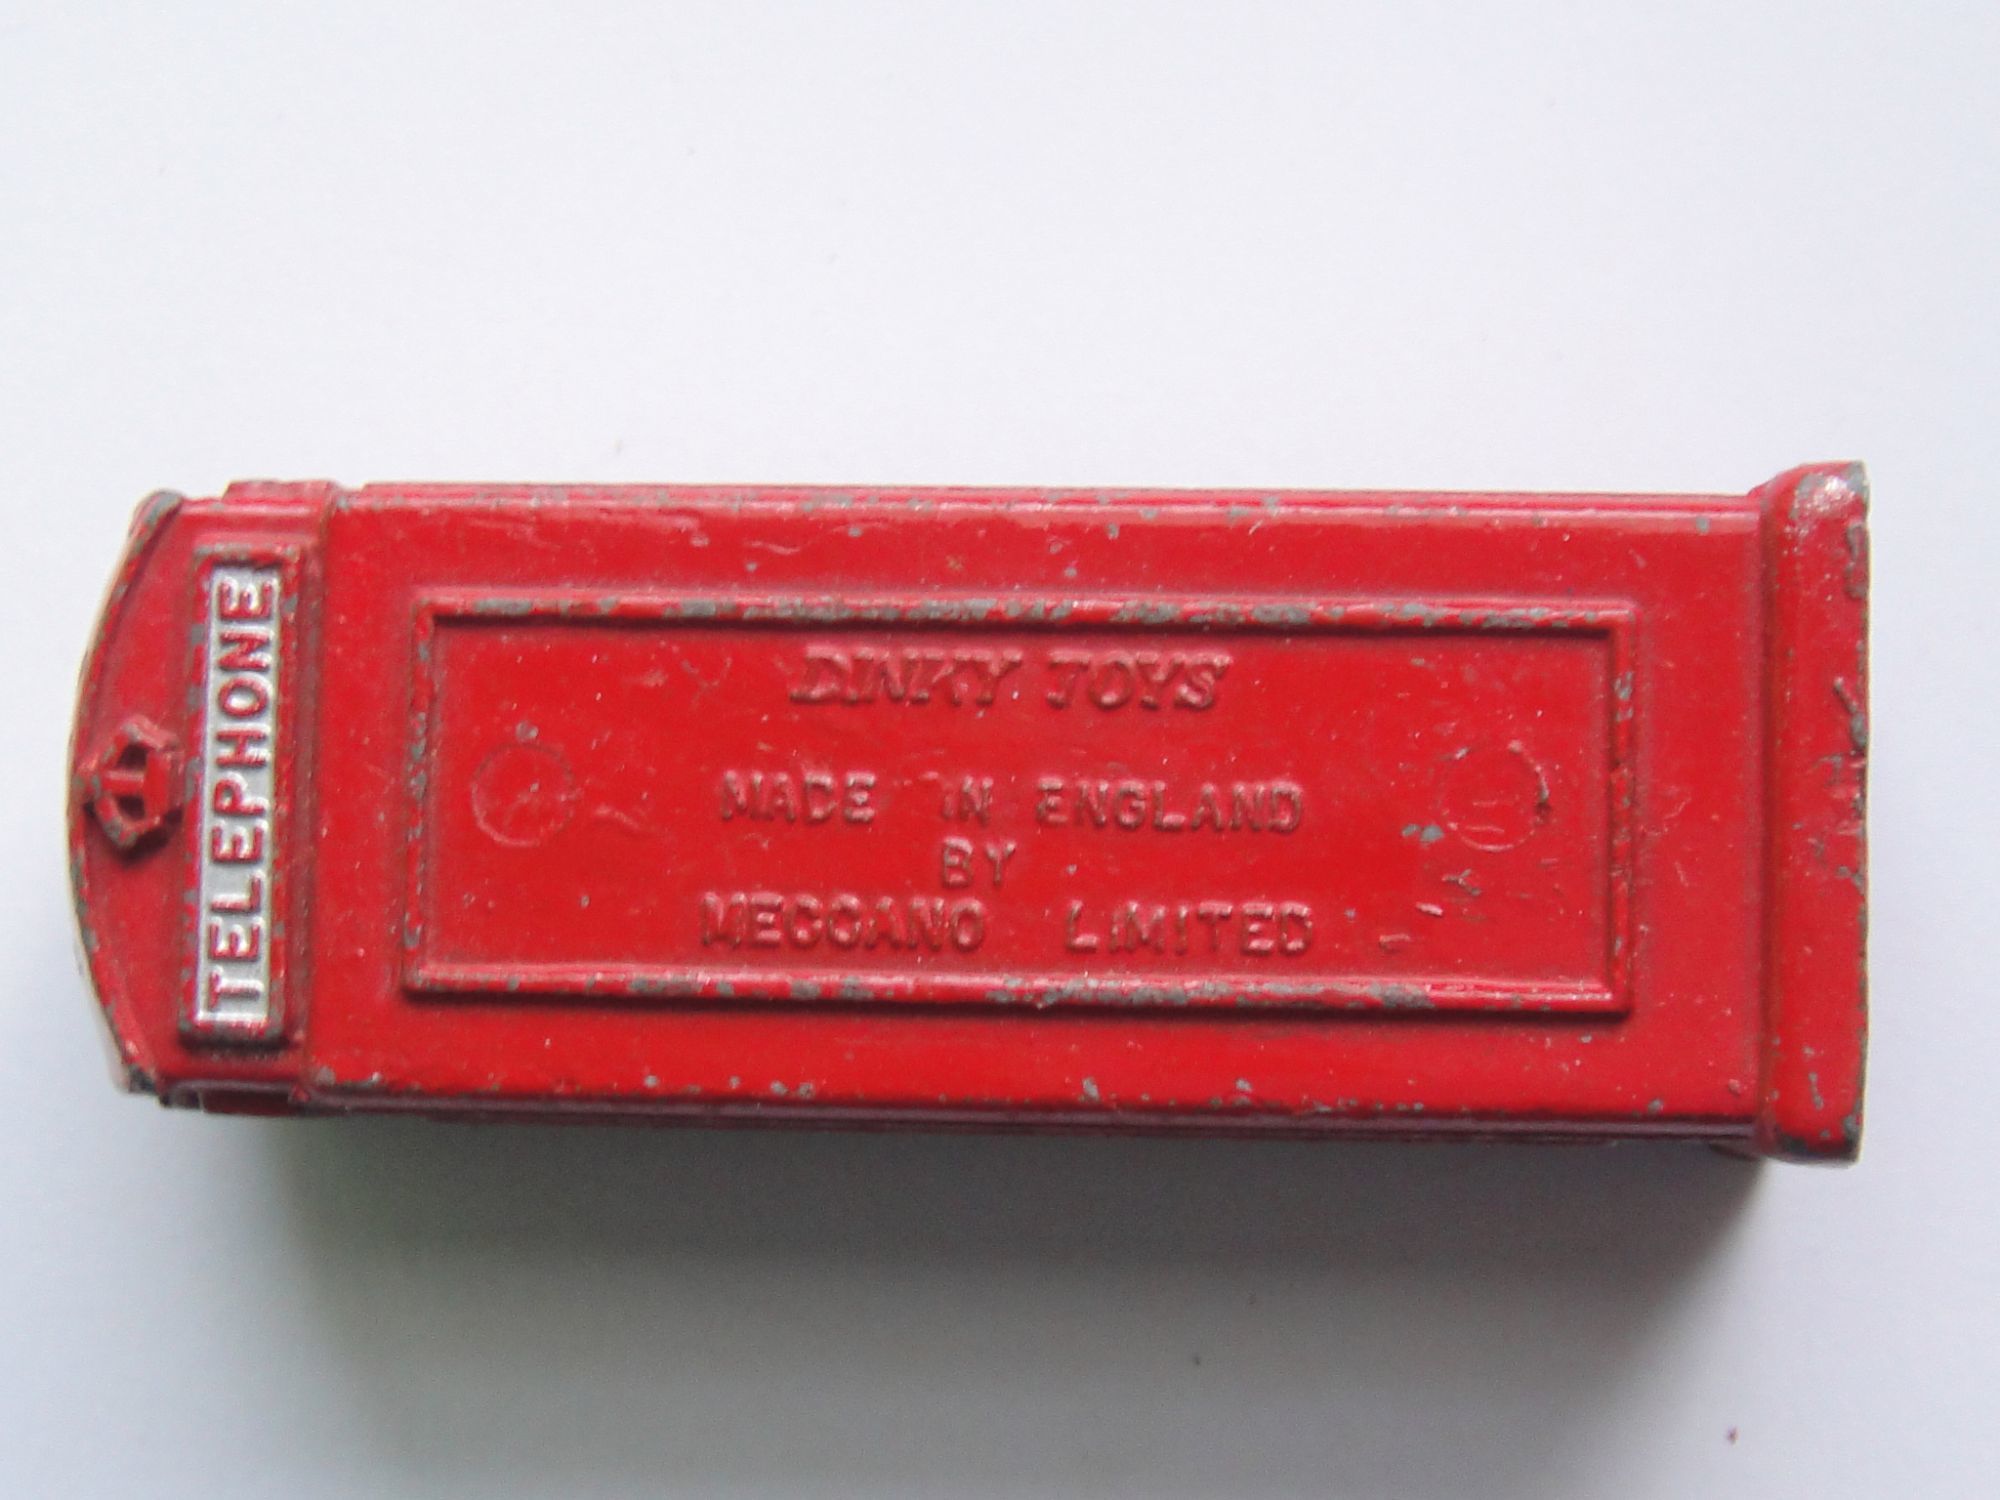 TELEPHONE
DINKY TOYS
MADE IN ENGLAND
BY
MECCANO LIMITED